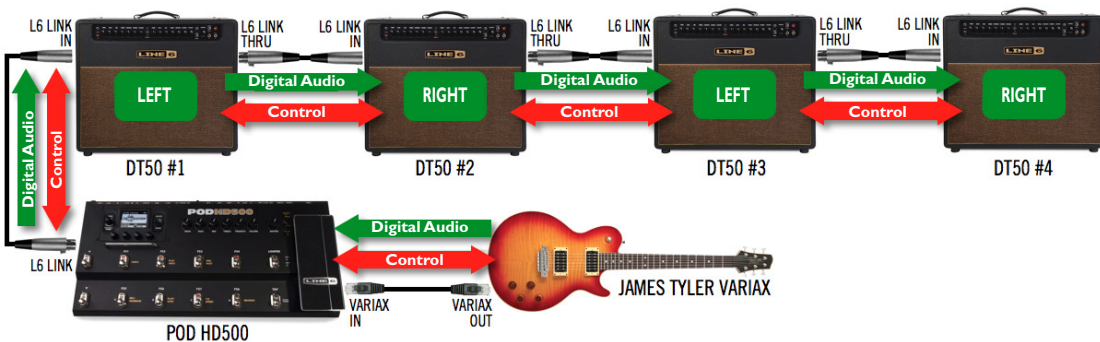 L6 LINK
IN
LINE 6
LEFT
DT50 #1
L6 LINK
THRU
L6 LINK
IN
Digital Audio
Control
LINE 6
RIGHT
DT50 #2
L6 LINK
THRU
L6 LINK
IN
Digital Audio
Control
LINE 6
LEFT
DT50 #3
L6 LINK
THRU
L6 LINK
IN
Digital Audio
Control
LINE 6
RIGHT
DT50 #4
Digital Audio
Control
L6 LINK
POD HD500
LINE 6
POD HD500
Digital Audio
Control
VARIAX
IN
VARIAX
OUT
JAMES TYLER VARIAX